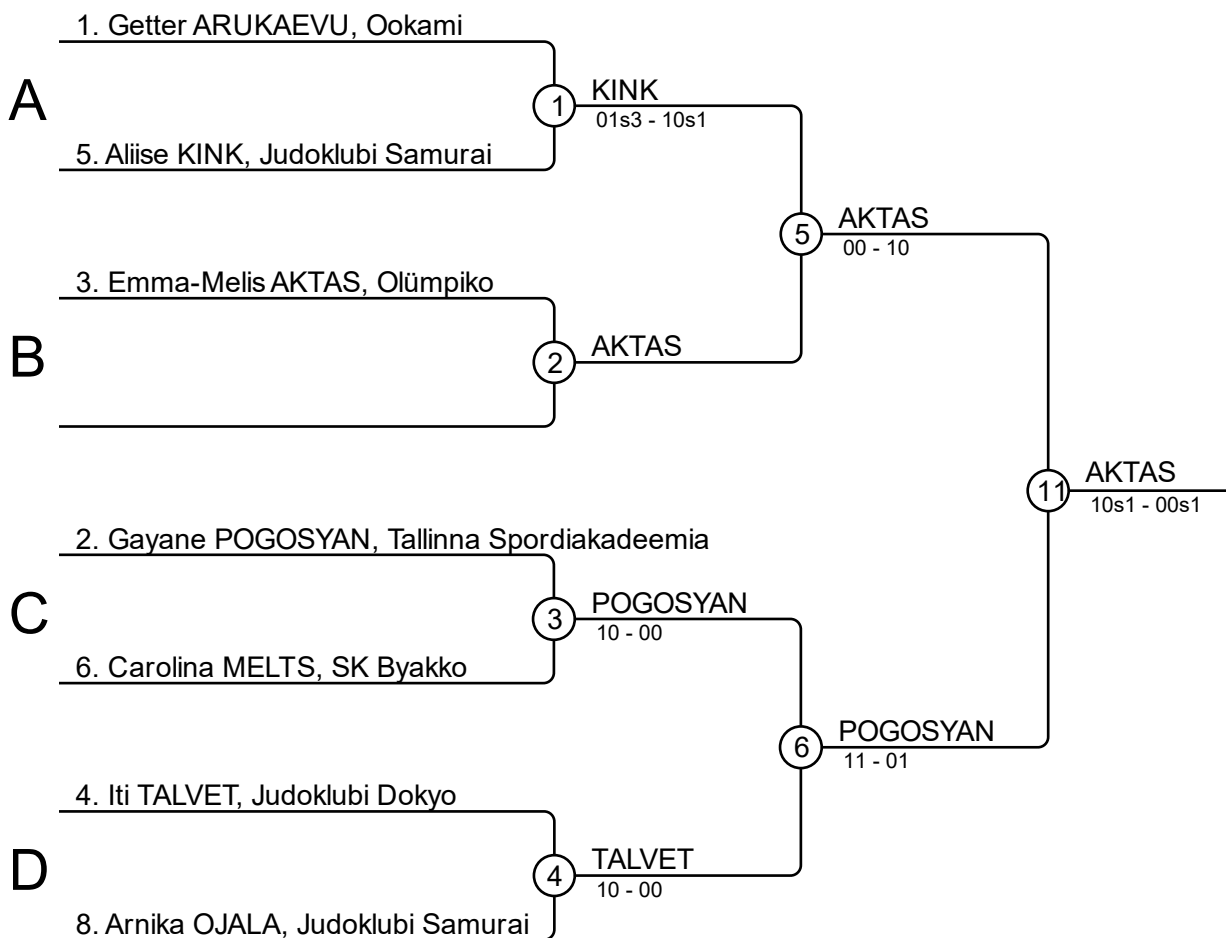 1. Getter ARUKAEVU, Ookami
A
1
KINK
01s3 - 10s1
5. Aliise KINK, Judoklubi Samurai
5
AKTAS
00 - 10
3. Emma-Melis AKTAS, Olümpiko
B
2
AKTAS
11
AKTAS
10s1 - 00s1
2. Gayane POGOSYAN, Tallinna Spordiakadeemia
C
3
POGOSYAN
10 - 00
6. Carolina MELTS, SK Byakko
6
POGOSYAN
11 - 01
4. Iti TALVET, Judoklubi Dokyo
D
4
TALVET
10 - 00
8. Arnika OJALA, Judoklubi Samurai